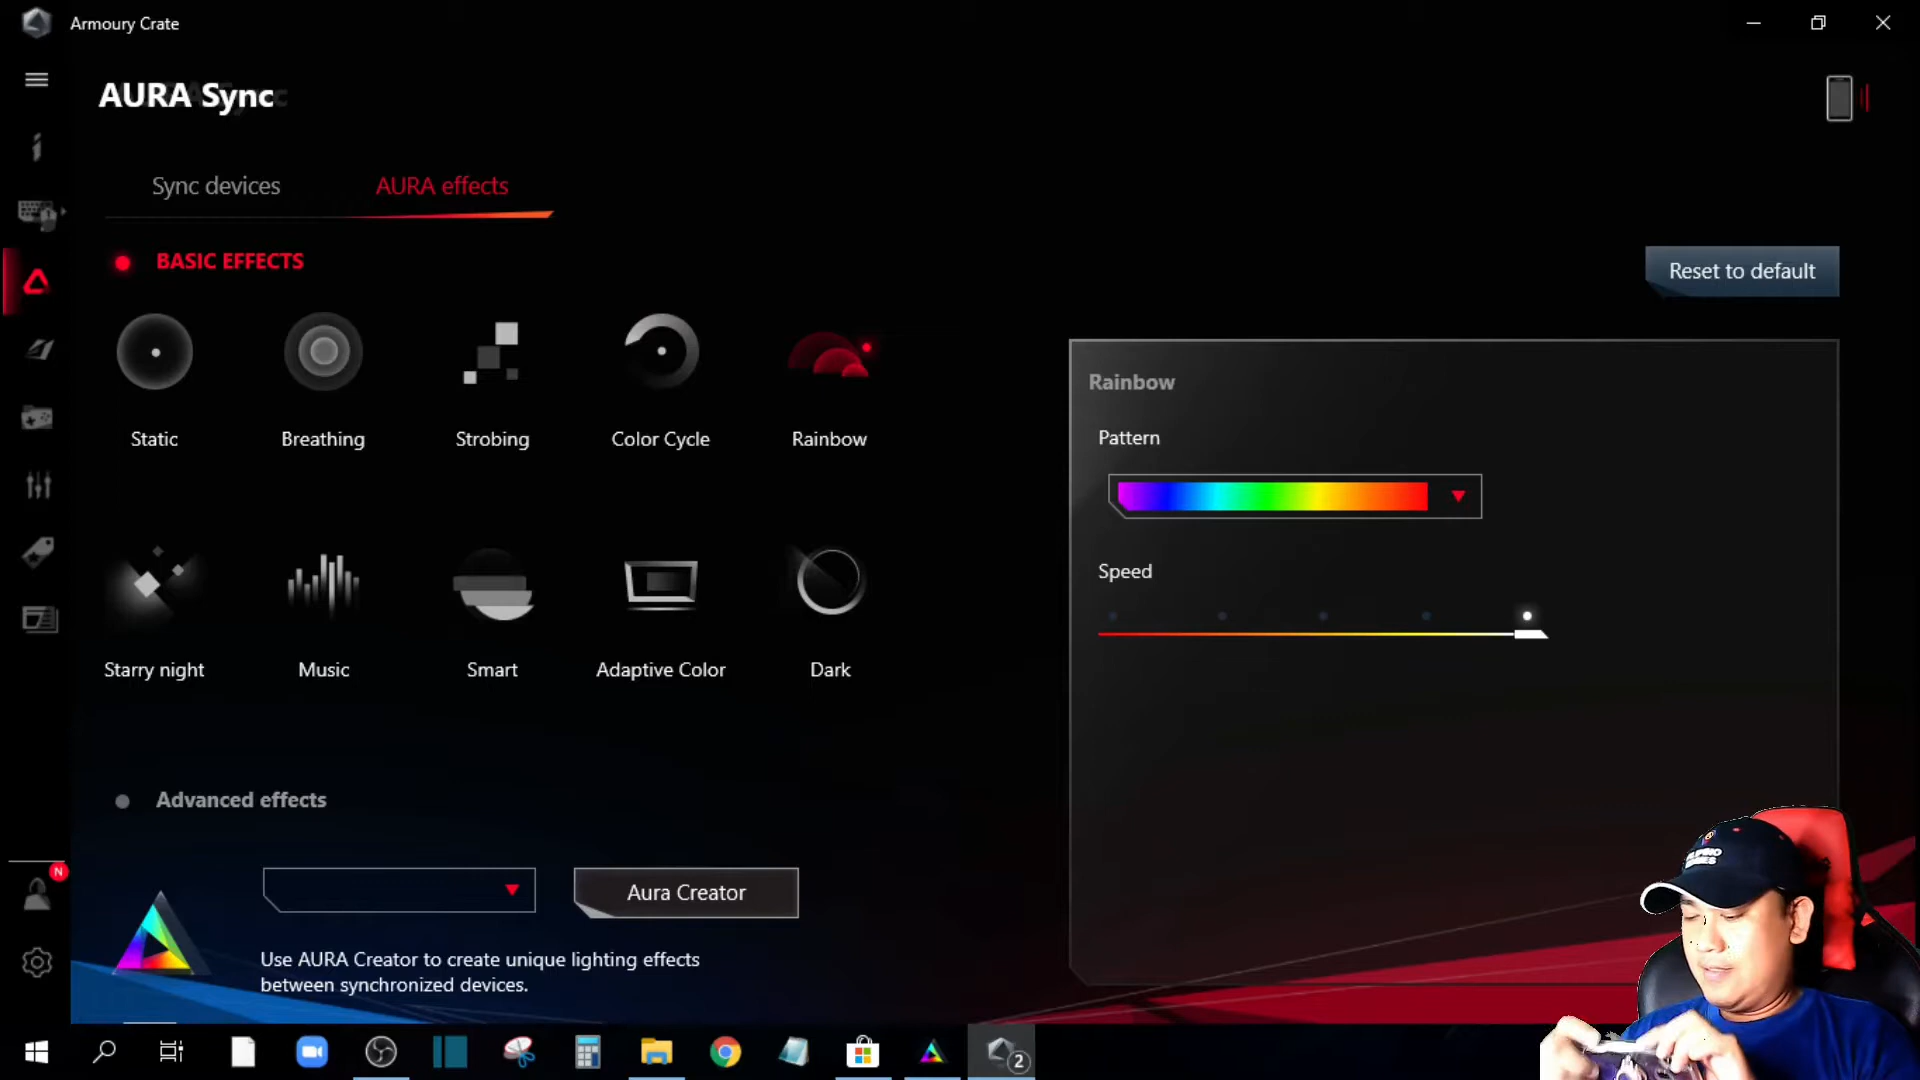 Armoury Crate
AURA Sync
Sync devices
AURA effects
BASIC EFFECTS
Reset to default
Static
Breathing
Strobing
Color Cycle
Rainbow
Starry night
Music
Smart
Adaptive Color
Dark
Rainbow
Pattern
Speed
Advanced effects
Aura Creator
Use AURA Creator to create unique lighting effects
between synchronized devices.
N
2